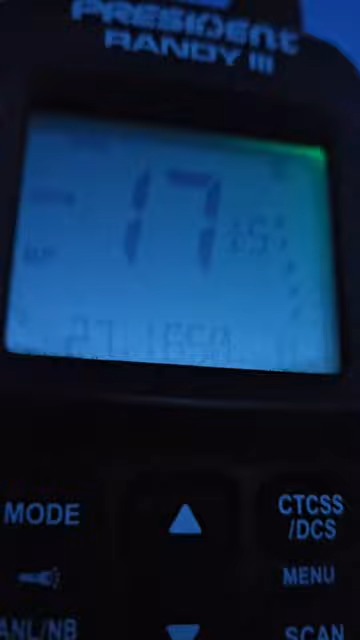 PRESIDENT
RANDY III
17
27.1650
MODE
CTCSS
/DCS
MENU
ANL/NB
SCAN